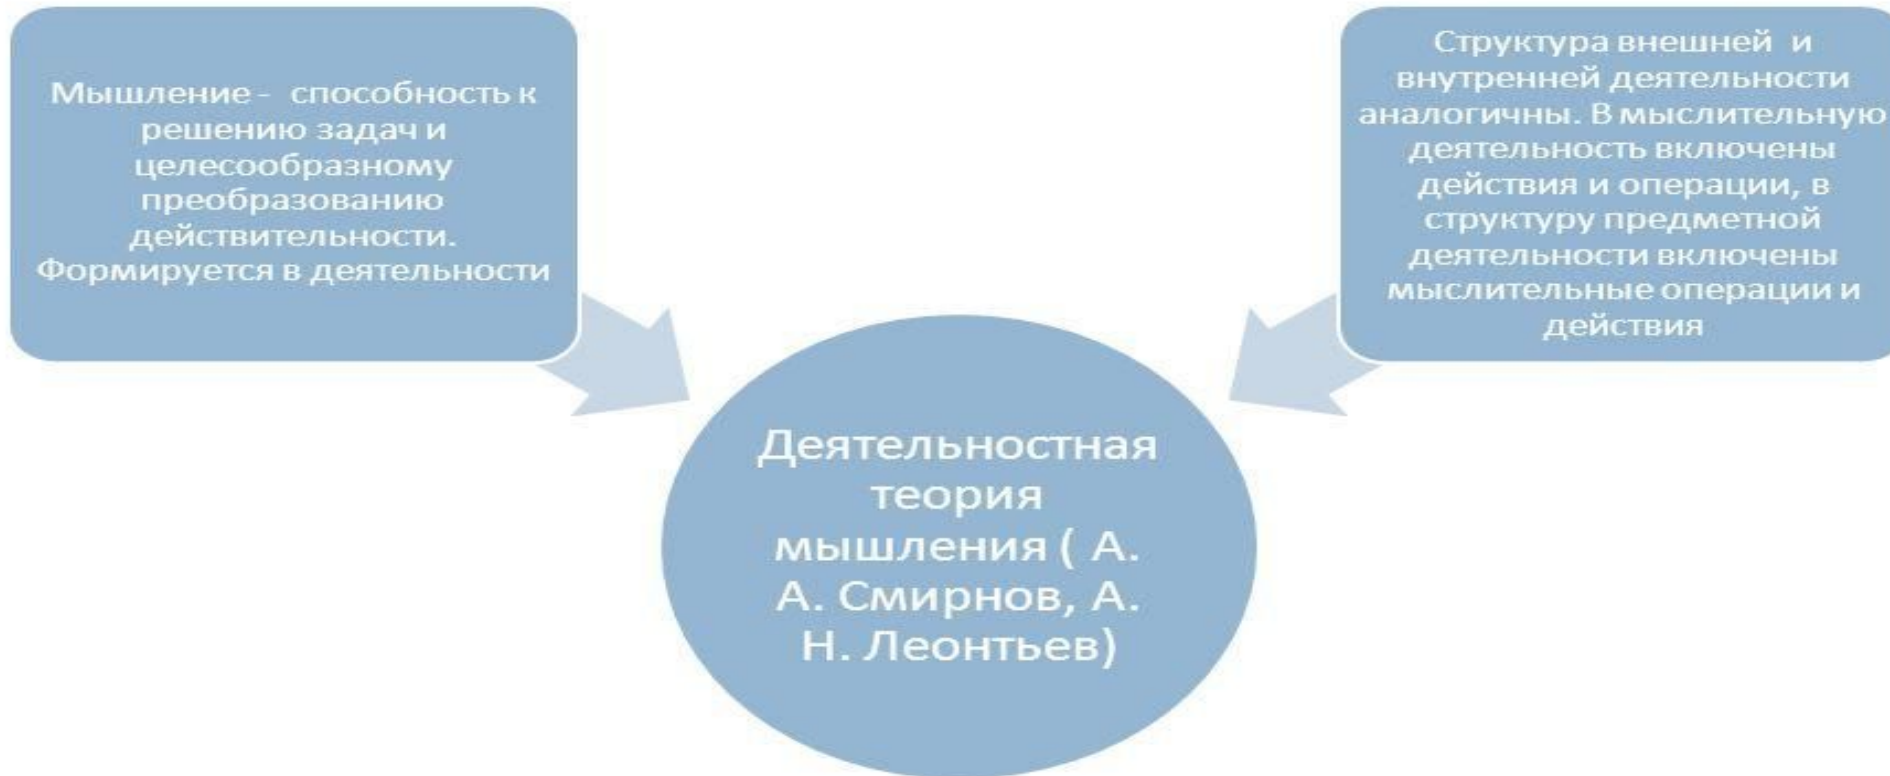 Мышление - способность к
решению задач и
целесообразному
преобразованию
действительности.
Формируется в деятельности
Структура внешней и
внутренней деятельности
аналогичны. В мыслительную
деятельность включены
действия и операции, в
структуру предметной
деятельности включены
мыслительные операции и
действия
Деятельностная
теория
мышления ( А.
А. Смирнов, А.
Н. Леонтьев)